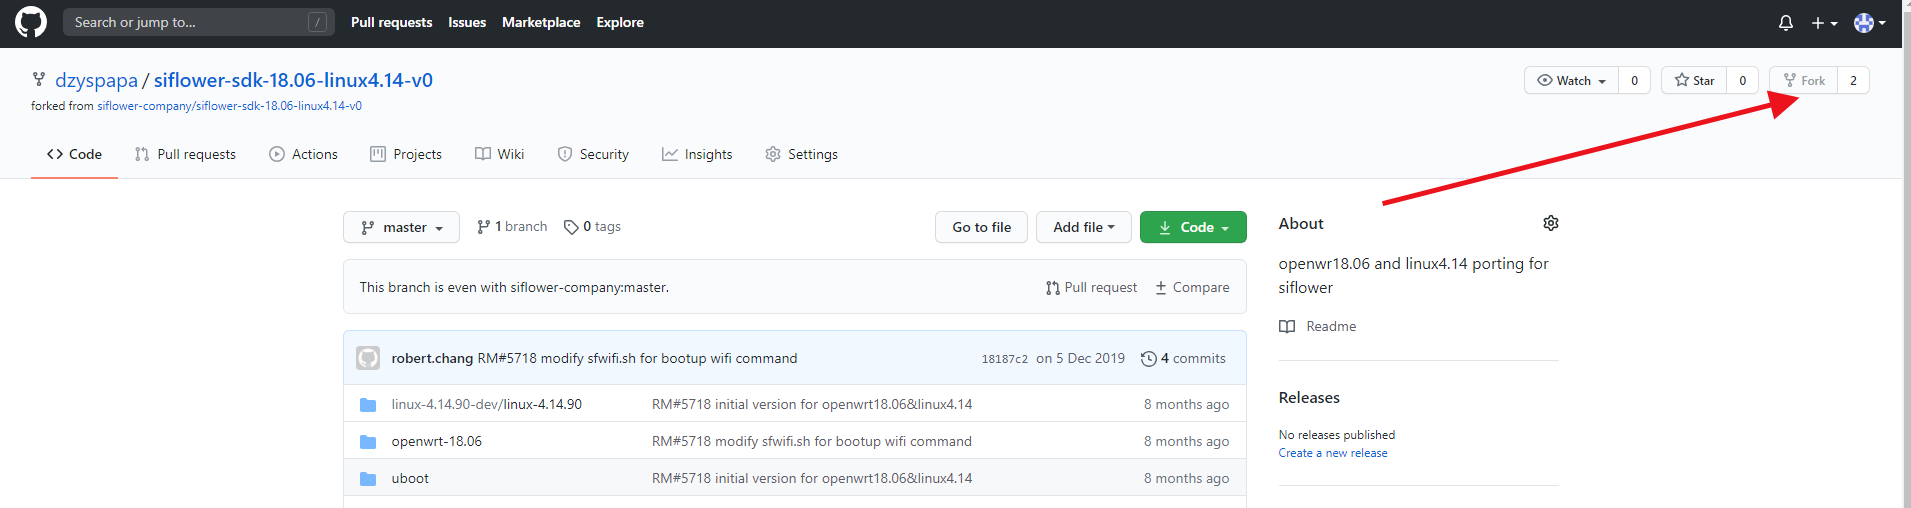 Search or jump to... /
Pull requests Issues Marketplace Explore
dzyspapa / siflower-sdk-18.06-linux4.14-v0
Watch 0 Star 0 Fork 2
forked from siflower-company/siflower-sdk-18.06-linux4.14-v0
Code Pull requests Actions Projects Wiki Security Insights Settings
master 1 branch 0 tags Go to file Add file Code
About
openwr18.06 and linux4.14 porting for
siflower
This branch is even with siflower-company:master. Pull request Compare
Readme
robert.chang RM#5718 modify sfwifi.sh for bootup wifi command 18187c2 on 5 Dec 2019 4 commits
linux-4.14.90-dev/linux-4.14.90 RM#5718 initial version for openwrt18.06&linux4.14 8 months ago
Releases
openwrt-18.06 RM#5718 modify sfwifi.sh for bootup wifi command 8 months ago
No releases published
Create a new release
uboot RM#5718 initial version for openwrt18.06&linux4.14 8 months ago